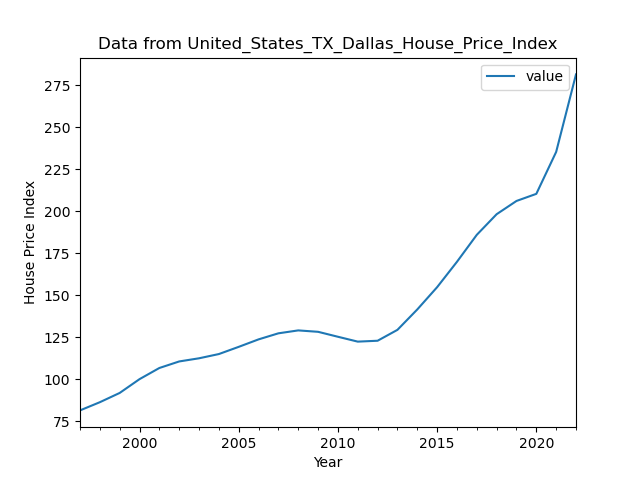 Data from United_States_TX_Dallas_House_Price_Index
value
House Price Index
275
250
225
200
175
150
125
100
75
2000 2005 2010 2015 2020
Year